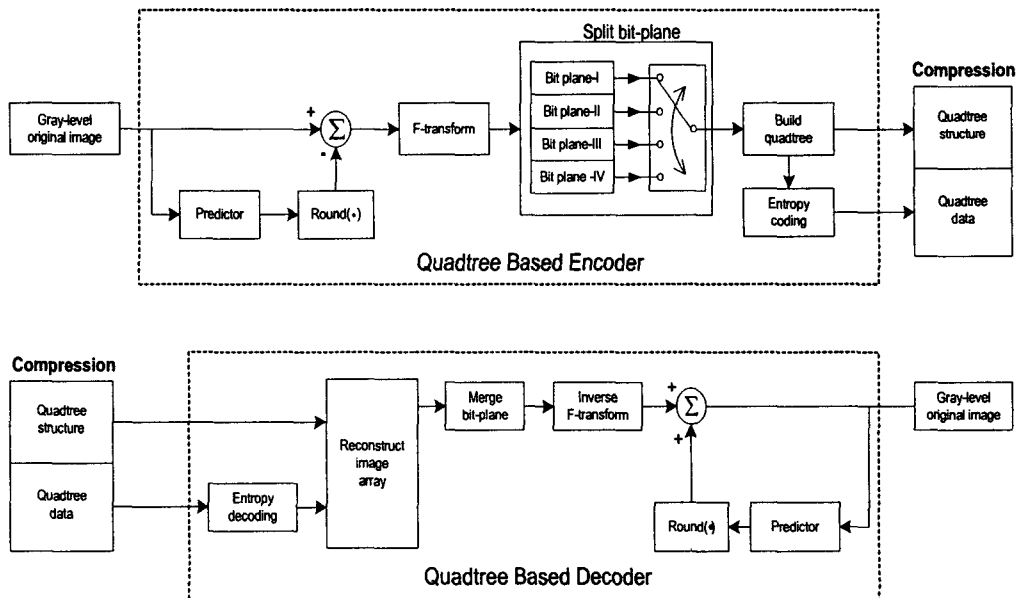 Split bit-plane
Compression
Gray-level
original image
+
Σ
-
F-transform
Bit plane-I
Bit plane-II
Bit plane-III
Bit plane -IV
Build
quadtree
Quadtree
structure
Predictor
Round(•)
Entropy
coding
Quadtree
data
Quadtree Based Encoder
Compression
Quadtree
structure
Quadtree
data
Entropy
decoding
Reconstruct
image
array
Merge
bit-plane
Inverse
F-transform
+
Σ
+
Gray-level
original image
Round(•)
Predictor
Quadtree Based Decoder